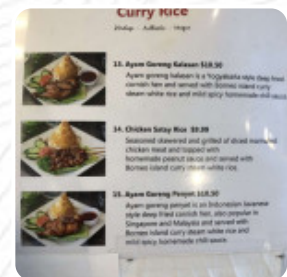 Curry Rice
13. Ayam Goreng Kalasan $10.50
Ayam goreng kalasan is a Yogyakarta style deep fried
cornish hen and served with Borneo island curry
steam white rice and mild spicy homemade chili sauce
14. Chicken Satay Rice $9.99
Seasoned skewered and grilled of diced marinated
chicken meat and topped with
homemade peanut sauce and served with
Borneo island curry steam white rice.
15. Ayam Goreng Penyet $10.50
Ayam goreng penyet is an Indonesian Javanese
style deep fried cornish hen, also popular in
Singapore and Malaysia and served with
Borneo island curry steam white rice and
mild spicy homemade chili sauce.